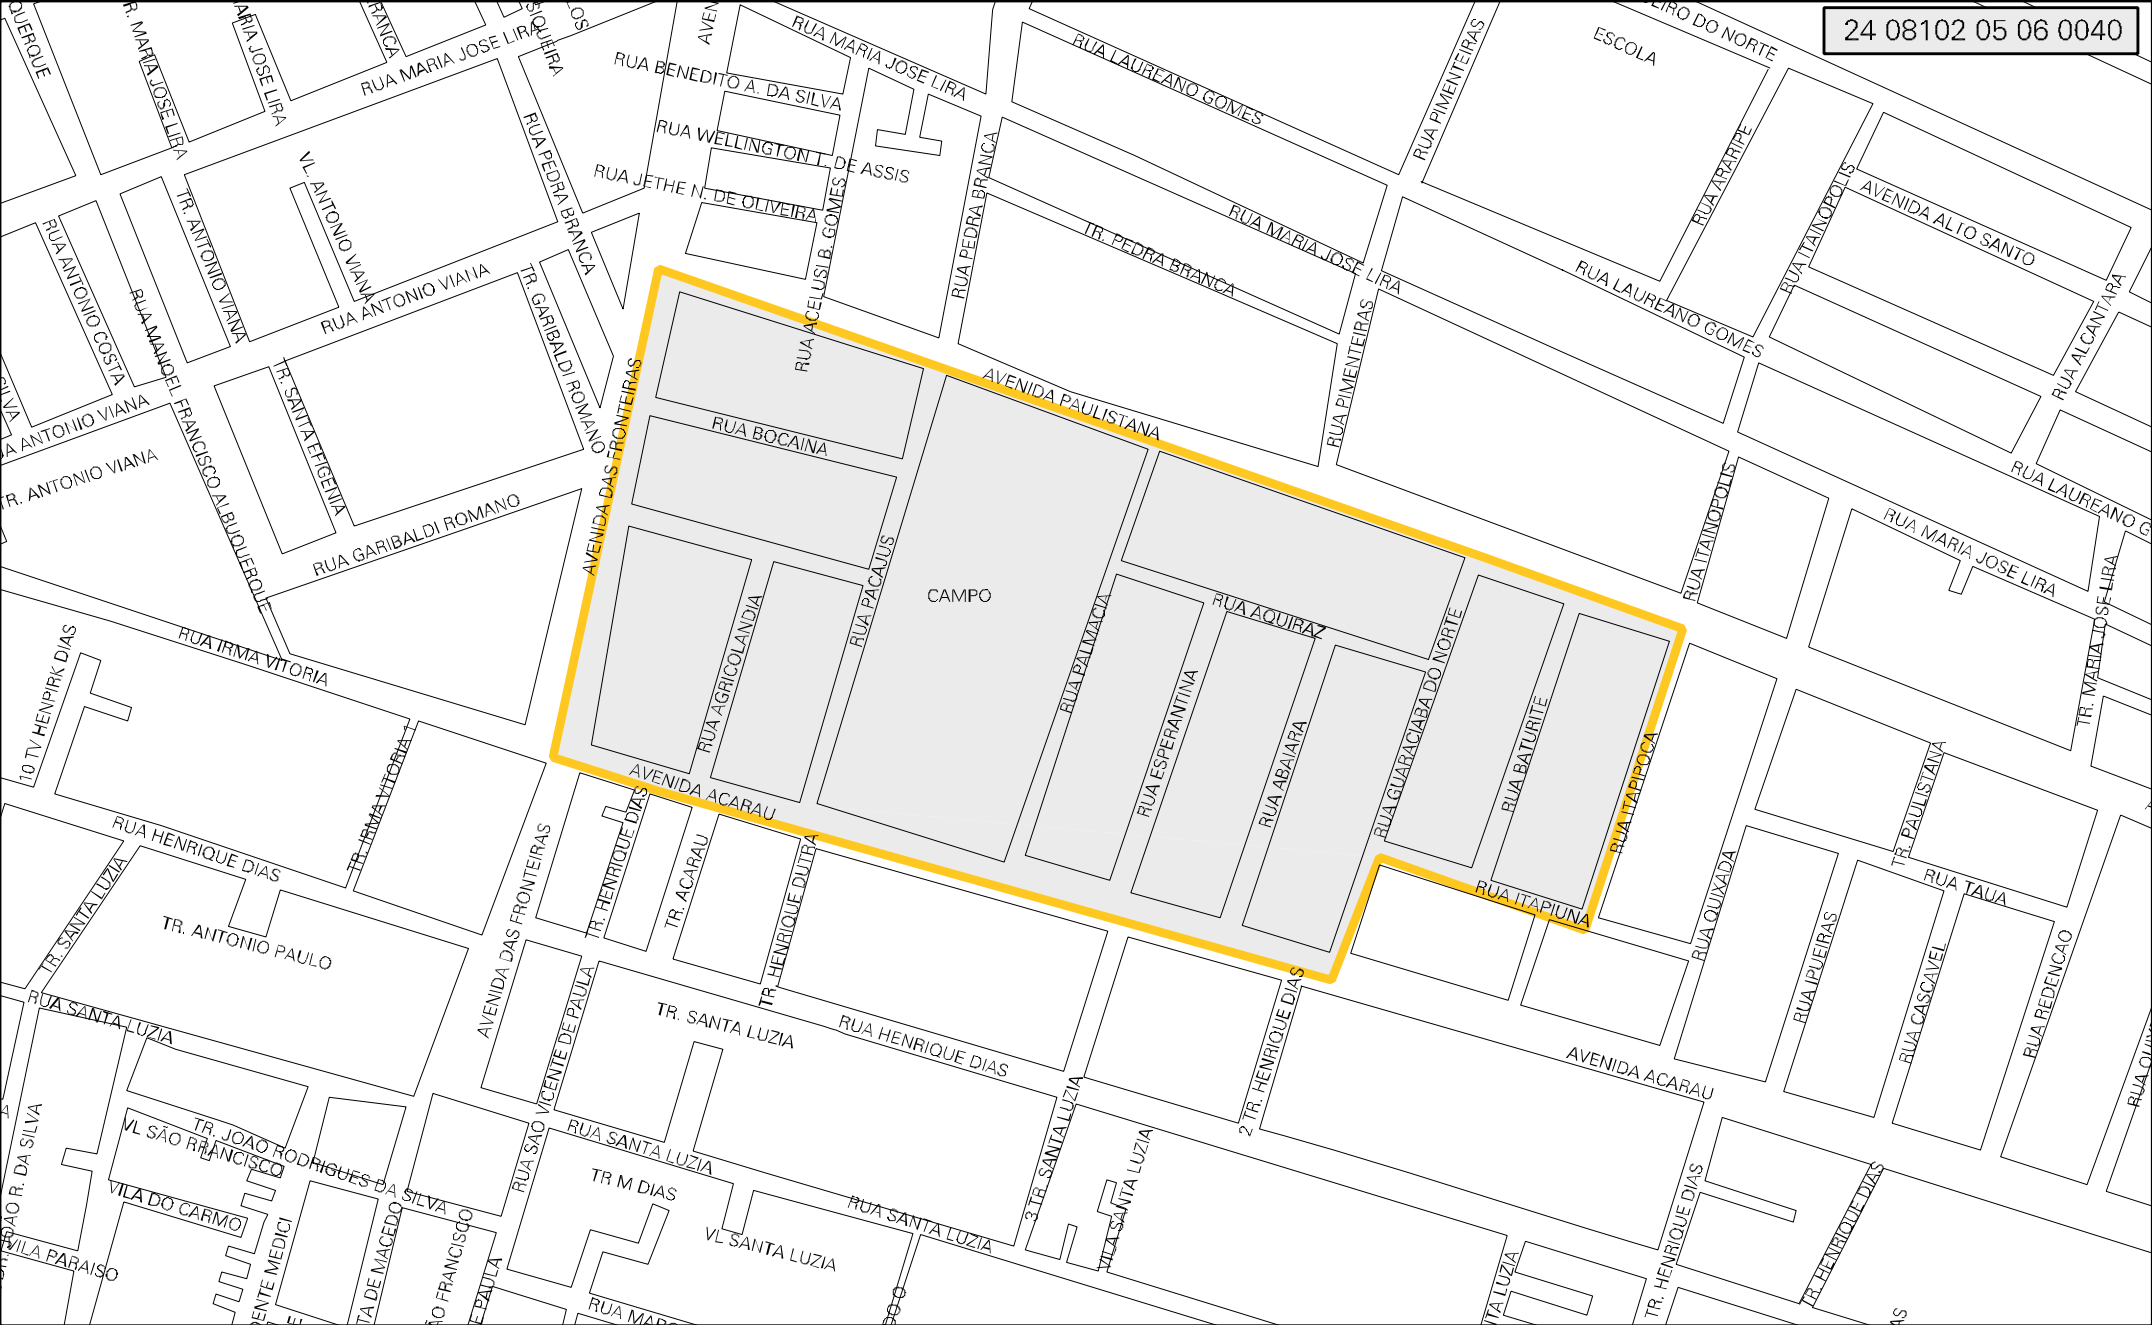 24 08102 05 06 0040
RUA MARIA JOSE LIRA
RUA BENEDITO A. DA SILVA
RUA WELLINGTON L. DE ASSIS
RUA JETHE N. DE OLIVEIRA
RUA MARIA JOSE LIRA
RUA LAUREANO GOMES
RUA PIMENTEIRAS
ESCOLA
RUA ARARIPE
RUA ITAINOPOLIS
AVENIDA ALTO SANTO
RUA ALCANTARA
VL. ANTONIO VIANA
TR. ANTONIO VIANA
RUA PEDRA BRANCA
RUA ANTONIO COSTA
RUA MANOEL FRANCISCO ALBUQUERQUE
RUA ANTONIO VIANA
TR. GARIBALDI ROMANO
TR. SANTA EFIGENIA
RUA ACELUSI B. GOMES
RUA PEDRA BRANCA
TR. PEDRA BRANCA
RUA MARIA JOSE LIRA
RUA PIMENTEIRAS
RUA LAUREANO GOMES
AVENIDA PAULISTANA
AVENIDA DAS FRONTEIRAS
RUA BOCAINA
TR. ANTONIO VIANA
RUA GARIBALDI ROMANO
RUA IRMA VITORIA
RUA PACAJUS
RUA AGRICOLANDIA
CAMPO
RUA PALMACIA
RUA AQUIRAZ
RUA ESPERANTINA
RUA ABAIARA
RUA GUARACIABA DO NORTE
RUA BATURITE
RUA ITAPIPOCA
RUA ITAPIUNA
RUA ITAINOPOLIS
RUA MARIA JOSE LIRA
TR. MARIA JOSE LIRA
TR. PAULISTANA
RUA TAUA
RUA QUIXADA
RUA IPUEIRAS
RUA CASCAVEL
RUA REDENCAO
10 TV HENPIRK DIAS
TR. IRMA VITORIA 1
RUA HENRIQUE DIAS
TR. SANTA LUZIA
TR. ANTONIO PAULO
RUA SANTA LUZIA
AVENIDA ACARAU
AVENIDA DAS FRONTEIRAS
TR. HENRIQUE DIAS
TR. ACARAU
TR. HENRIQUE DUTRA
TR. SANTA LUZIA
RUA HENRIQUE DIAS
RUA SAO VICENTE DE PAULA
RUA SANTA LUZIA
3 TR. SANTA LUZIA
2 TR. HENRIQUE DIAS
AVENIDA ACARAU
VILA SANTA LUZIA
TR. HENRIQUE DIAS
TR. HENRIQUE DIAS
TR M DIAS
VL SANTA LUZIA
RUA SANTA LUZIA
TR. JOAO RODRIGUES DA SILVA
VL SÃO RRANCISCO
VILA DO CARMO
VILA PARAISO